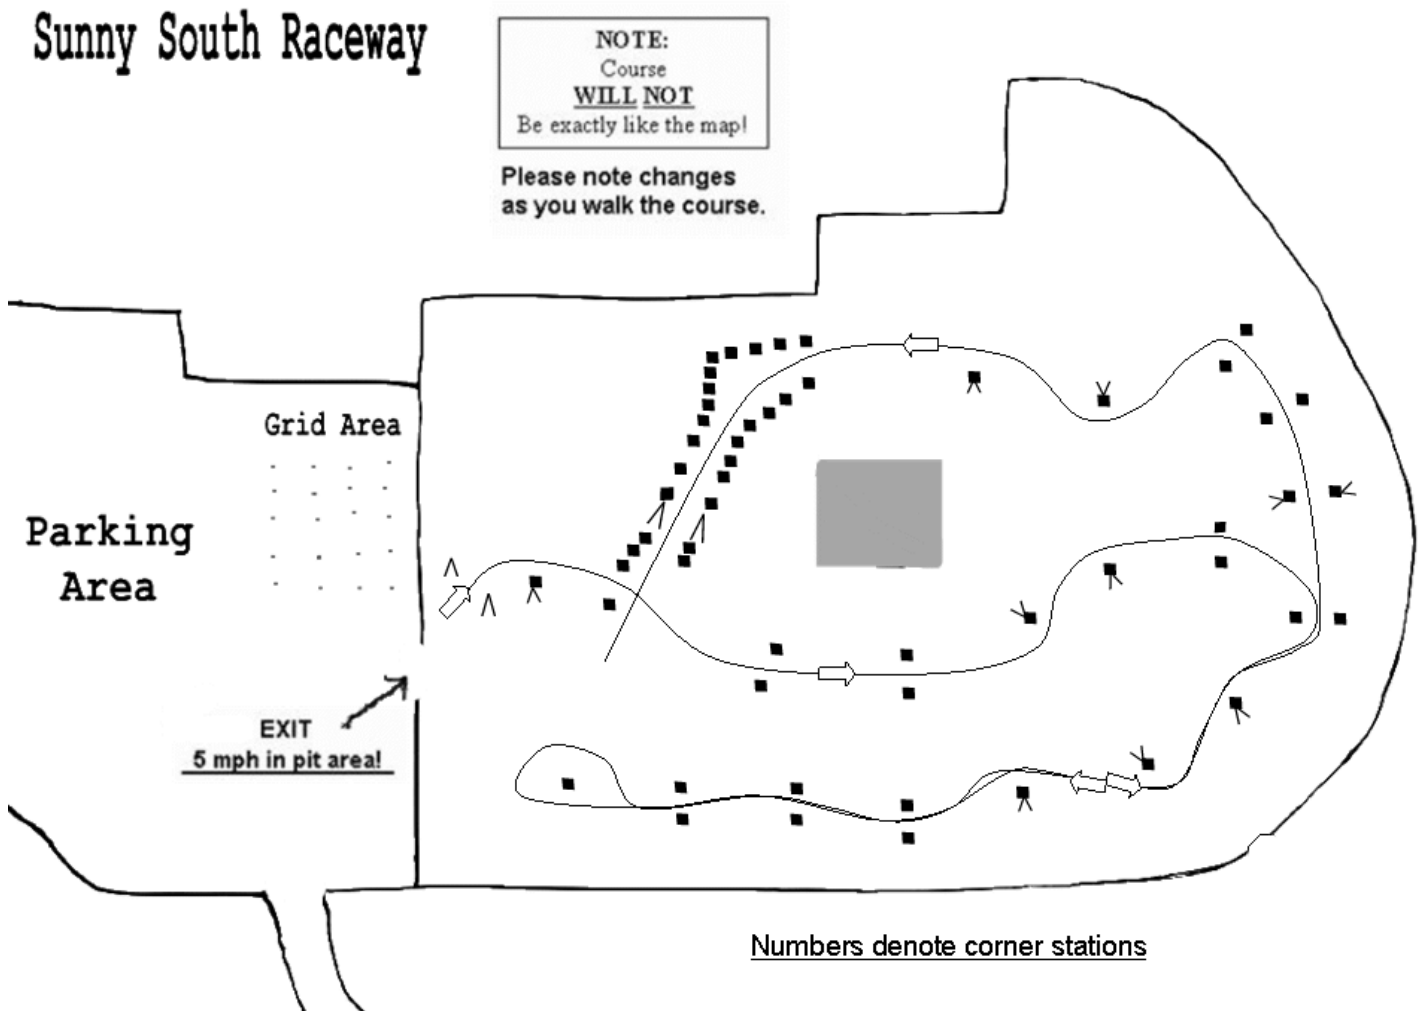 Sunny South Raceway
NOTE:
Course
WILL NOT
Be exactly like the map!
Please note changes
as you walk the course.
Grid Area
Parking
Area
EXIT
5 mph in pit area!
Numbers denote corner stations